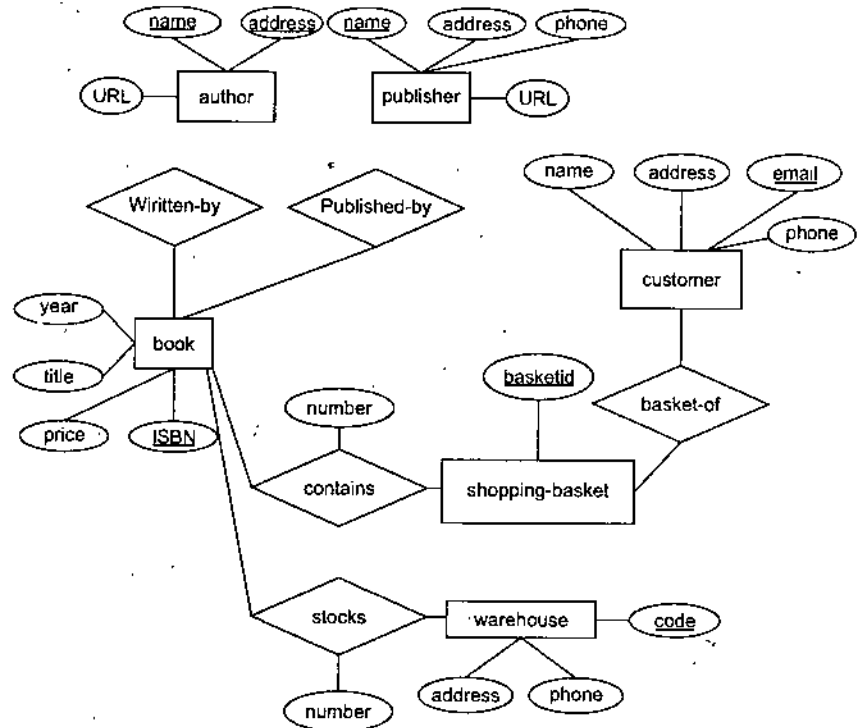 name
address
name
address
phone
URL
author
publisher
URL
Wiritten-by
Published-by
name
address
email
phone
customer
year
book
title
price
ISBN
number
basketid
basket-of
contains
shopping-basket
stocks
warehouse
code
address
phone
number